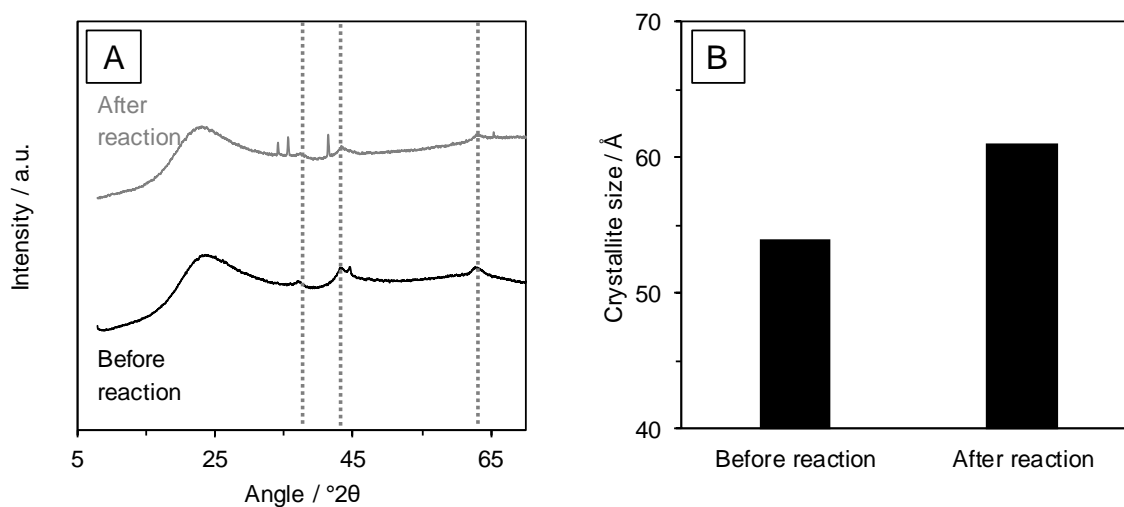 A
After
reaction
Before
reaction
Intensity / a.u.
5
25
45
65
Angle / °2θ
B
70
60
50
40
Crystallite size / Å
Before reaction
After reaction